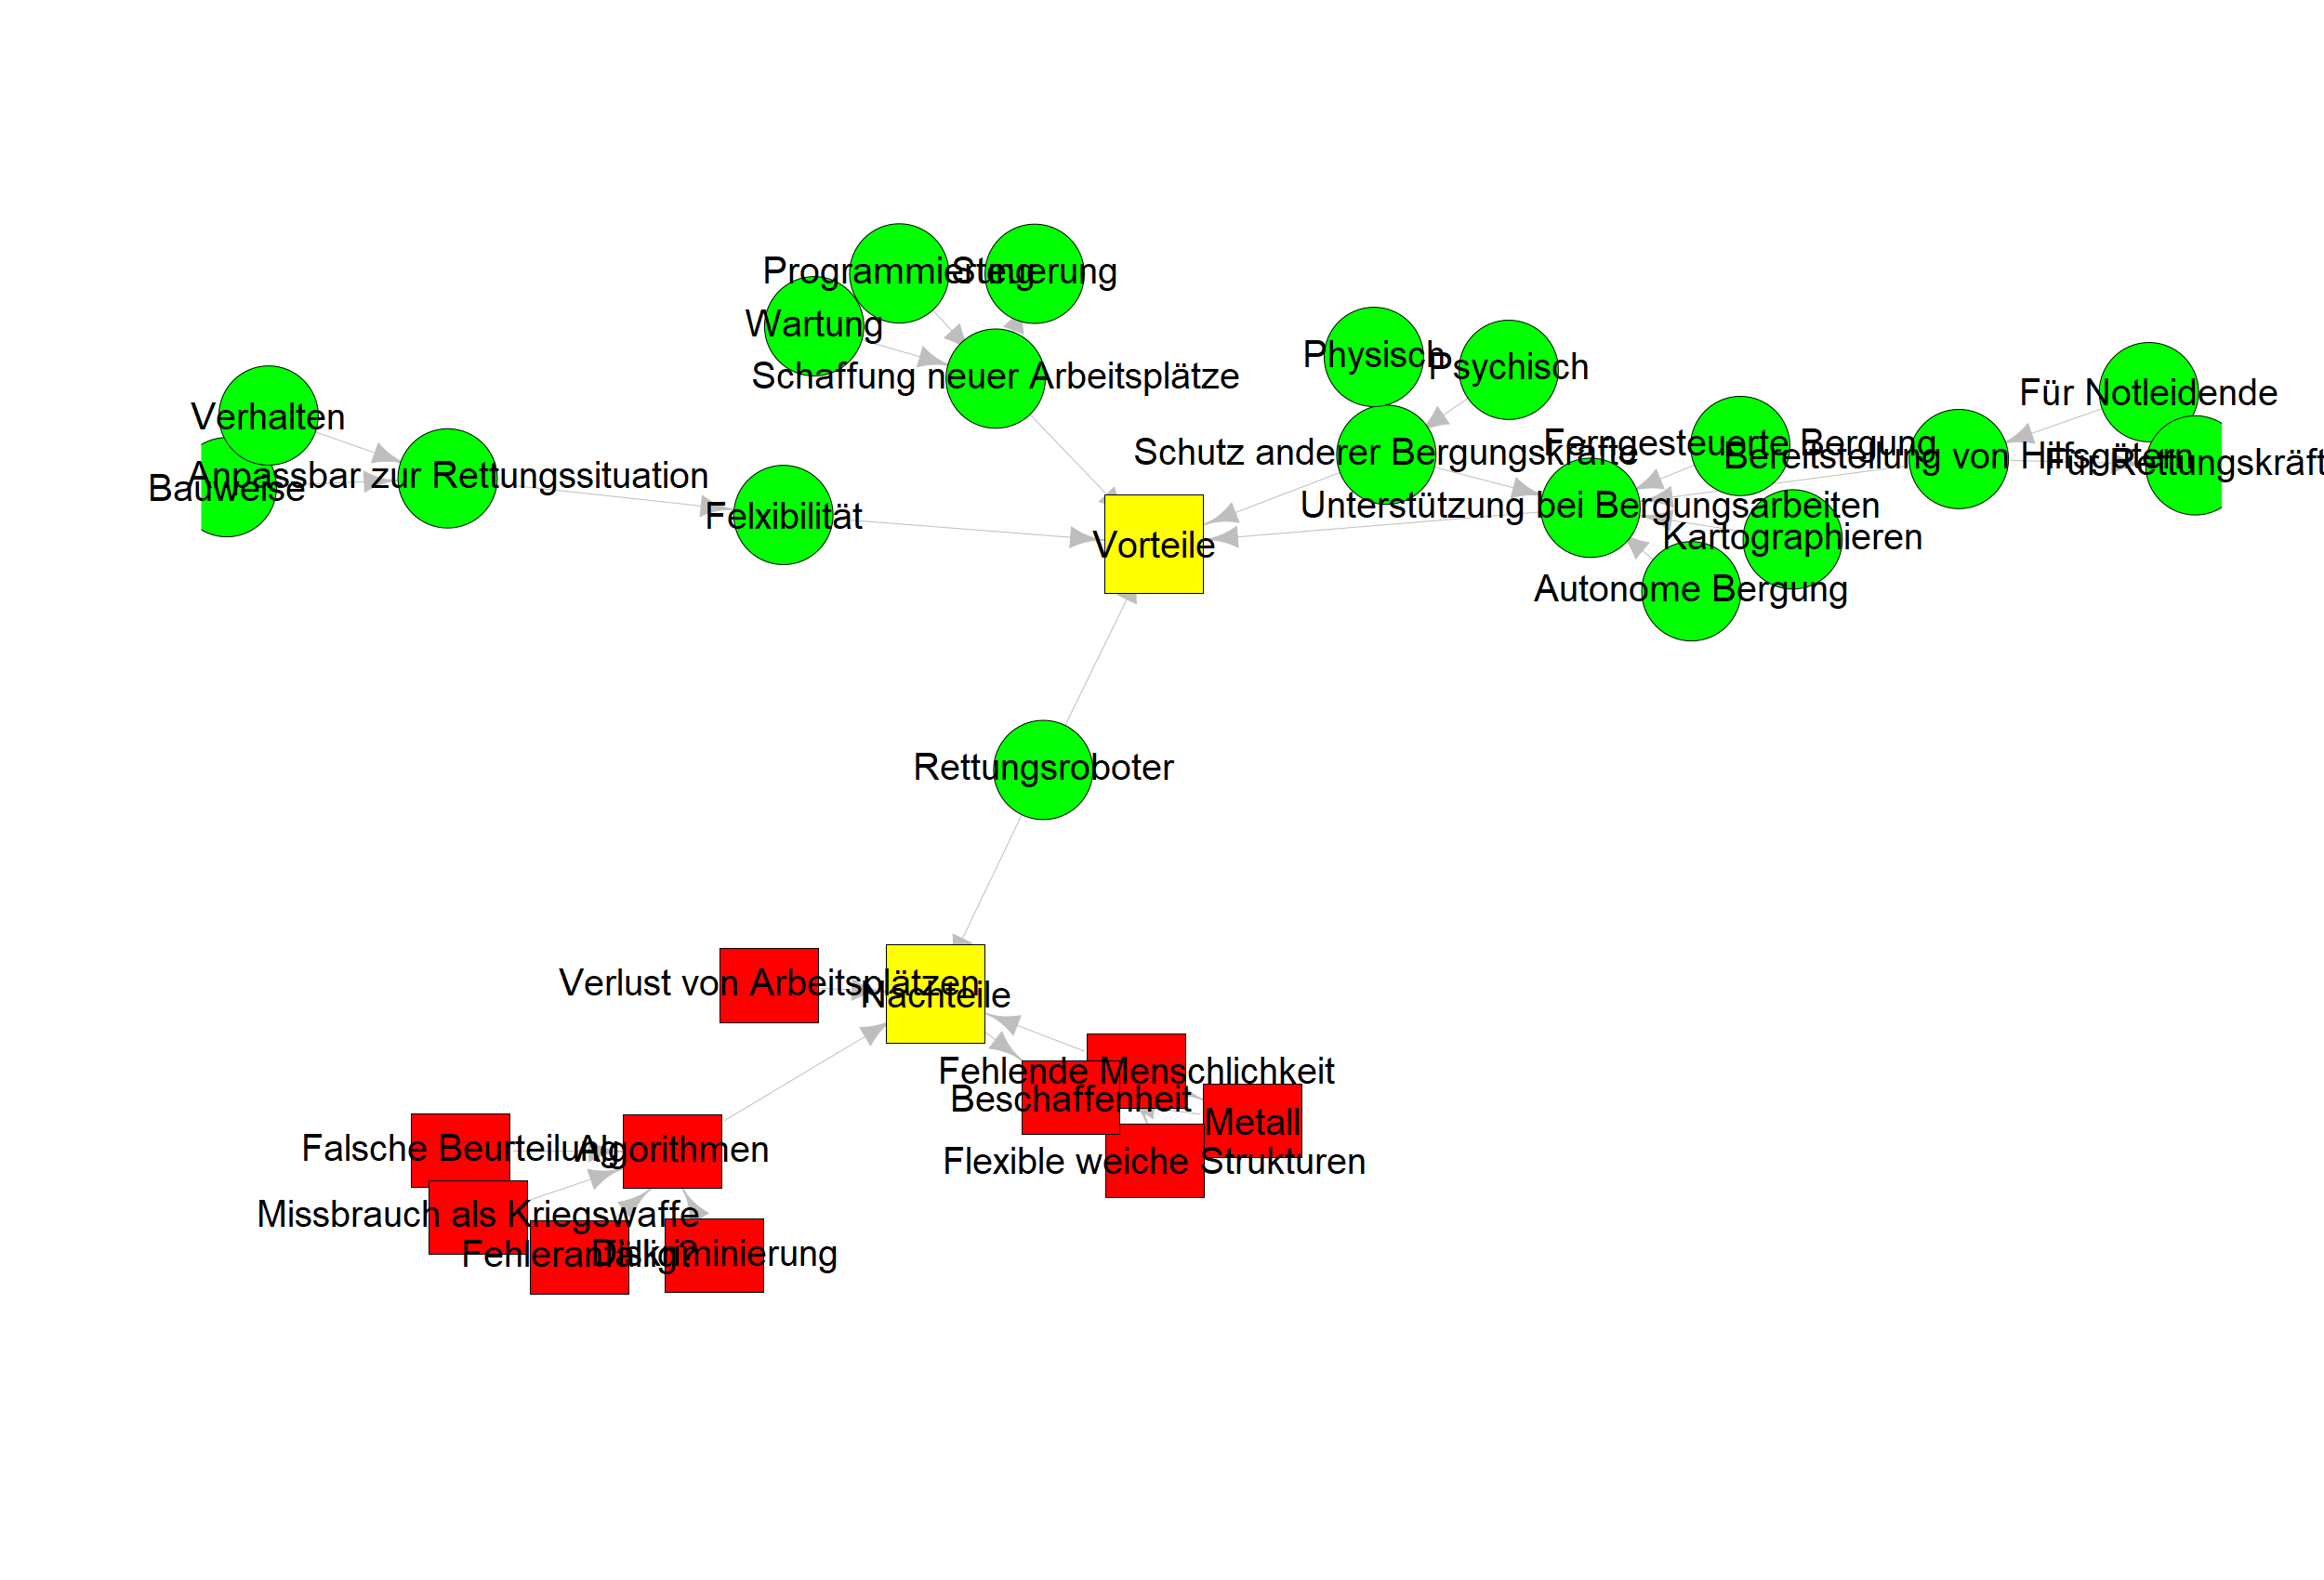 Programmierung
Steuerung
Wartung
Schaffung neuer Arbeitsplätze
Physisch
Psychisch
Für Notleidende
Verhalten
Ferngesteuerte Bergung
Schutz anderer Bergungskräfte
Bereitstellung von Hilfsgütern
Für Rettungskräft
Anpassbar zur Rettungssituation
Bauweise
Unterstützung bei Bergungsarbeiten
Felxibilität
Kartographieren
Vorteile
Autonome Bergung
Rettungsroboter
Verlust von Arbeitsplätzen
Nachteile
Fehlende Menschlichkeit
Beschaffenheit
Metall
Falsche Beurteilung
Algorithmen
Flexible weiche Strukturen
Missbrauch als Kriegswaffe
Fehleranfällig?
Diskriminierung